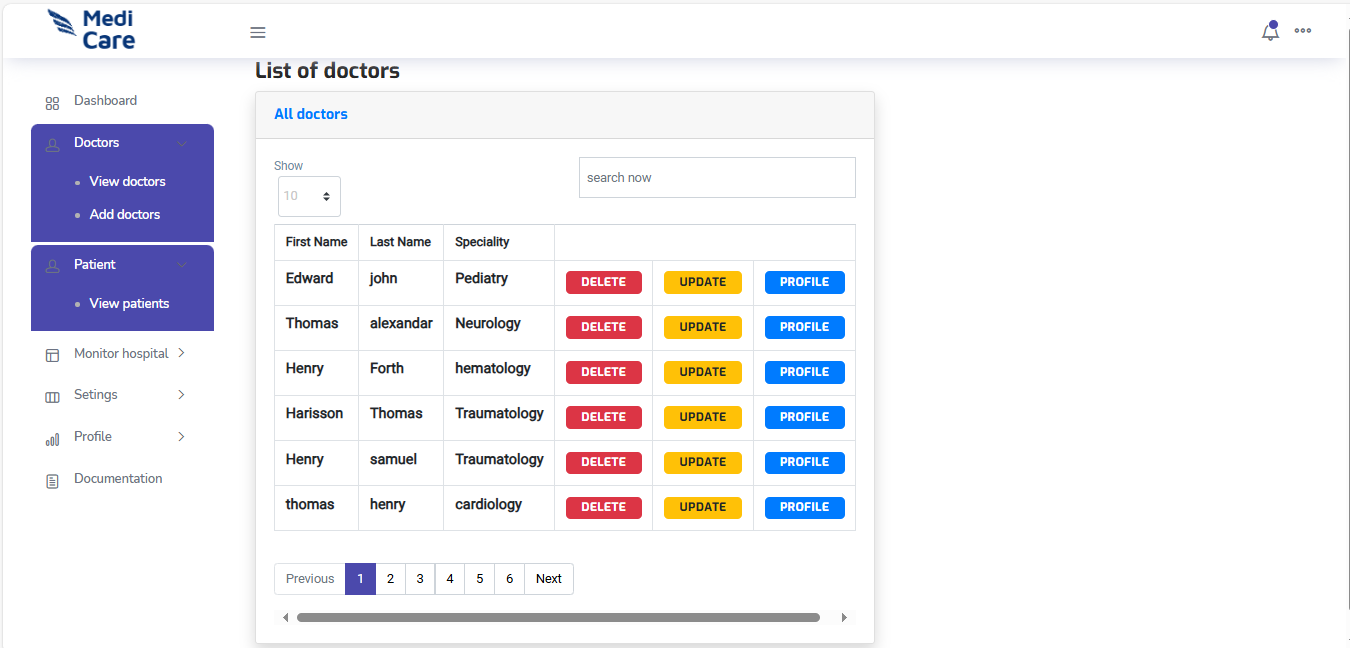 Medi
Care
List of doctors
Dashboard
Doctors
View doctors
Add doctors
Patient
View patients
Monitor hospital
Setings
Profile
Documentation
All doctors
Show
10
search now
First Name Last Name Speciality
Edward john Pediatry DELETE UPDATE PROFILE
Thomas alexandar Neurology DELETE UPDATE PROFILE
Henry Forth hematology DELETE UPDATE PROFILE
Harisson Thomas Traumatology DELETE UPDATE PROFILE
Henry samuel Traumatology DELETE UPDATE PROFILE
thomas henry cardiology DELETE UPDATE PROFILE
Previous 1 2 3 4 5 6 Next